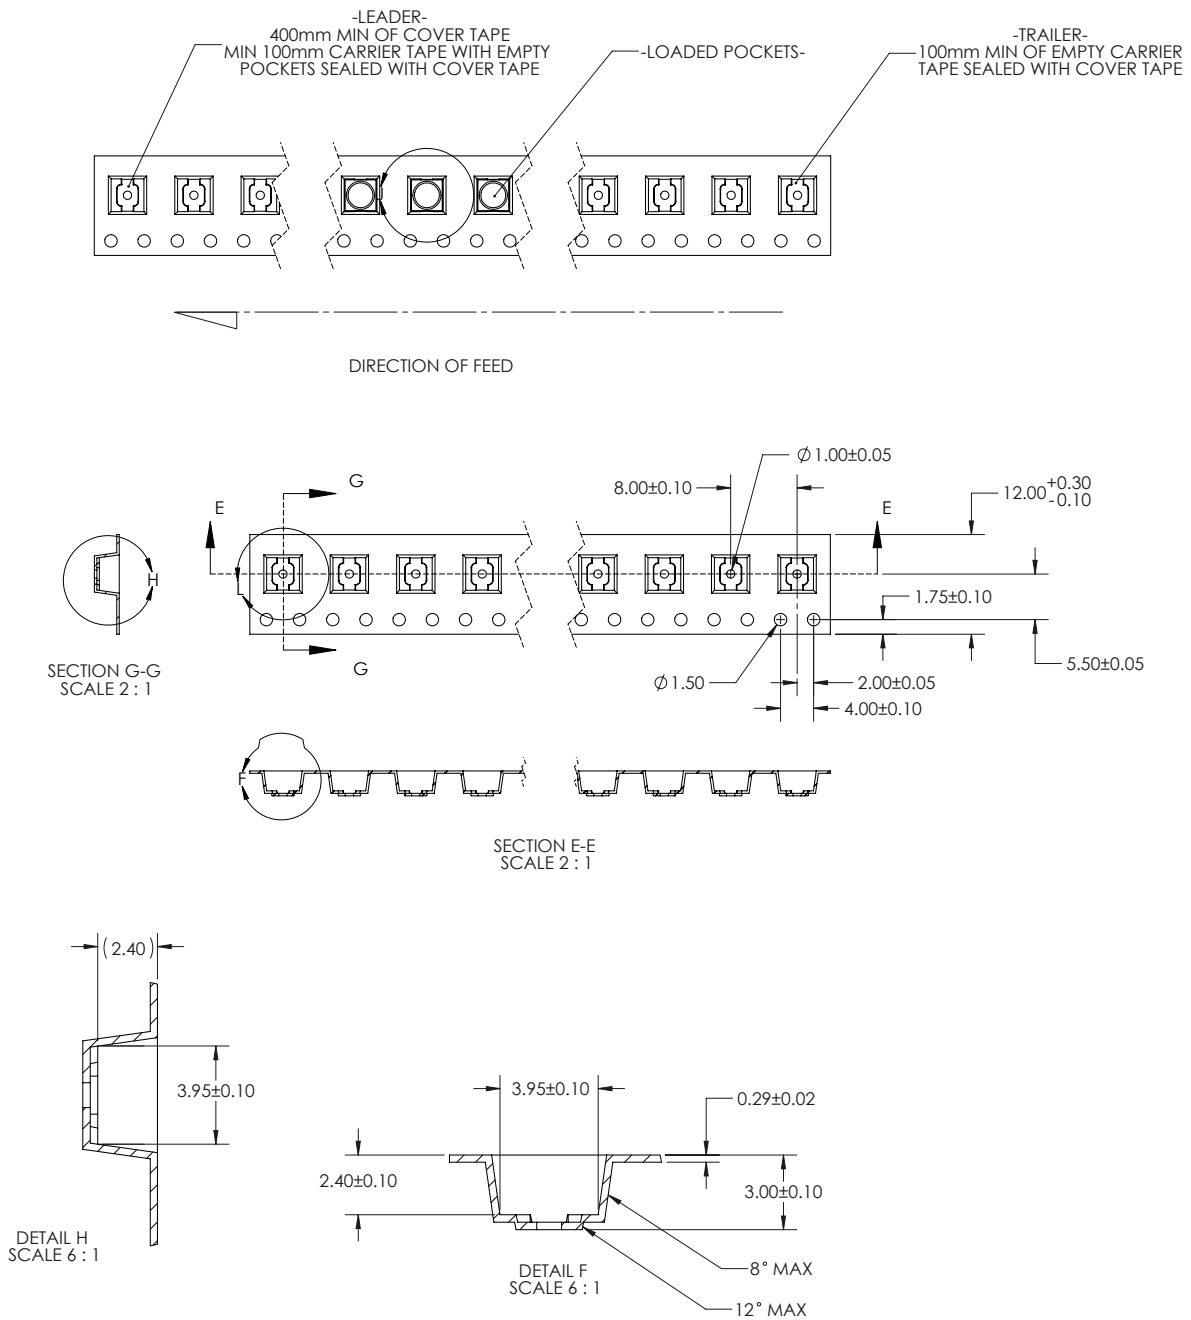 -LEADER-
400mm MIN OF COVER TAPE
MIN 100mm CARRIER TAPE WITH EMPTY
POCKETS SEALED WITH COVER TAPE
-LOADED POCKETS-
-TRAILER-
100mm MIN OF EMPTY CARRIER
TAPE SEALED WITH COVER TAPE
DIRECTION OF FEED
Ø1.00±0.05
8.00±0.10
12.00 +0.30
-0.10
G
E
E
H
L
1.75±0.10
SECTION G-G
SCALE 2 : 1
G
5.50±0.05
Ø1.50
2.00±0.05
4.00±0.10
F
SECTION E-E
SCALE 2 : 1
(2.40)
3.95±0.10
3.95±0.10
0.29±0.02
2.40±0.10
3.00±0.10
DETAIL H
SCALE 6 : 1
DETAIL F
SCALE 6 : 1
8° MAX
12° MAX